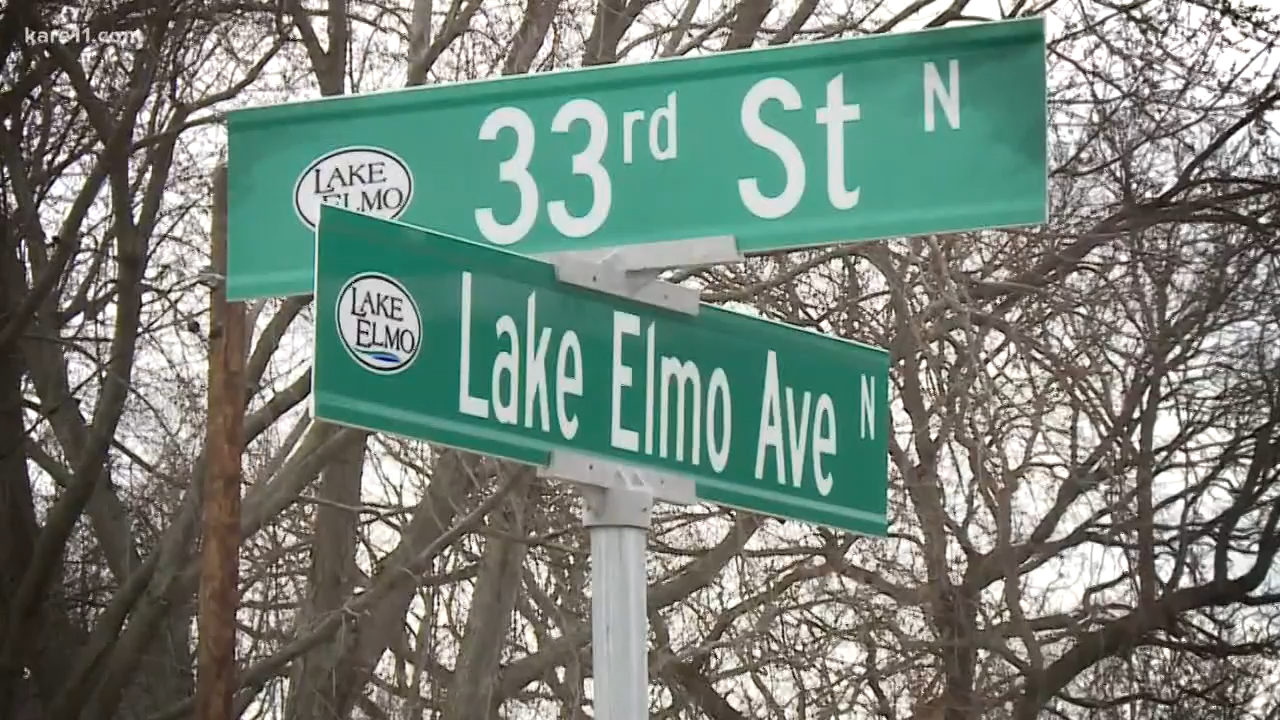 kare11.com
33rd St N
LAKE
ELMO
Lake Elmo Ave N
LAKE
ELMO